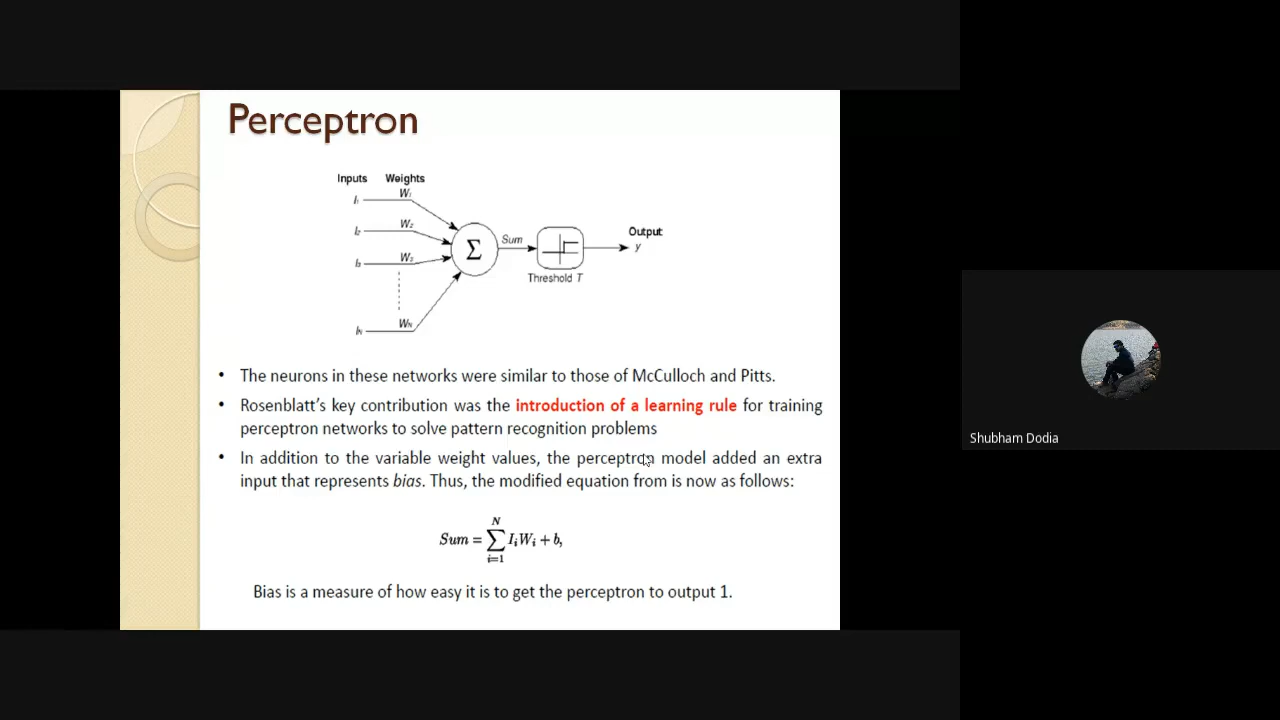 Perceptron
Inputs Weights
I₁ W₁
I₂ W₂
I₃ W₃
Σ Sum Output
y
Threshold T
Iₙ Wₙ
• The neurons in these networks were similar to those of McCulloch and Pitts.
• Rosenblatt's key contribution was the introduction of a learning rule for training
perceptron networks to solve pattern recognition problems
• In addition to the variable weight values, the perceptron model added an extra
input that represents bias. Thus, the modified equation from is now as follows:
Sum = ∑_{i=1}^{N} IᵢWᵢ + b,
Bias is a measure of how easy it is to get the perceptron to output 1.
Shubham Dodia